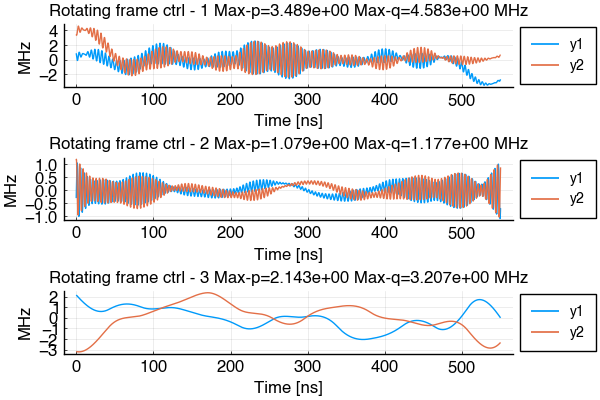 Rotating frame ctrl - 1 Max-p=3.489e+00 Max-q=4.583e+00 MHz
4
2
0
−2
MHz
0
100
200
300
400
500
Time [ns]
y1
y2
Rotating frame ctrl - 2 Max-p=1.079e+00 Max-q=1.177e+00 MHz
1.0
0.5
0.0
−0.5
−1.0
MHz
0
100
200
300
400
500
Time [ns]
y1
y2
Rotating frame ctrl - 3 Max-p=2.143e+00 Max-q=3.207e+00 MHz
2
1
0
−1
−2
−3
MHz
0
100
200
300
400
500
Time [ns]
y1
y2